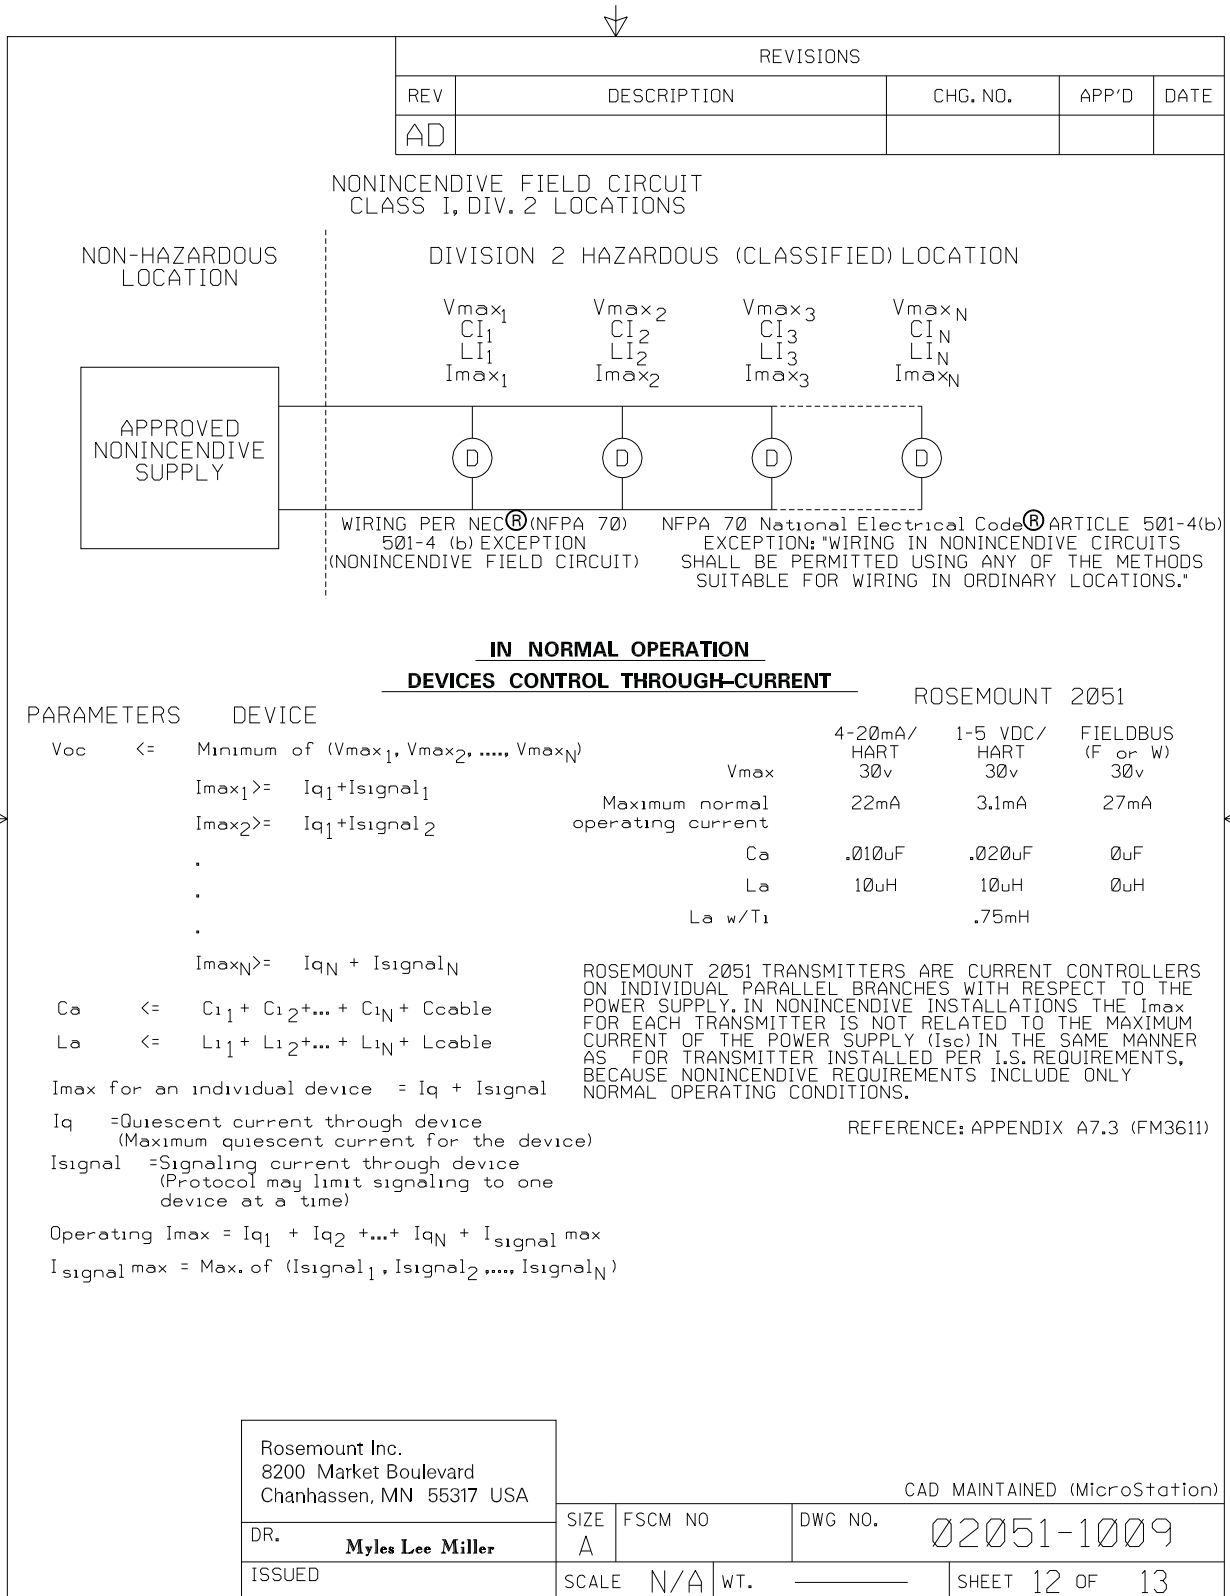 REVISIONS
REV DESCRIPTION CHG. NO. APP'D DATE
AD
NONINCENDIVE FIELD CIRCUIT
CLASS I, DIV. 2 LOCATIONS
NON-HAZARDOUS
LOCATION
DIVISION 2 HAZARDOUS (CLASSIFIED) LOCATION
Vmax1 Vmax2 Vmax3 VmaxN
CI1 CI2 CI3 CIN
LI1 LI2 LI3 LIN
Imax1 Imax2 Imax3 ImaxN
APPROVED
NONINCENDIVE
SUPPLY
D D D D
WIRING PER NEC® (NFPA 70)
501-4 (b) EXCEPTION
(NONINCENDIVE FIELD CIRCUIT)
NFPA 70 National Electrical Code® ARTICLE 501-4(b)
EXCEPTION: "WIRING IN NONINCENDIVE CIRCUITS
SHALL BE PERMITTED USING ANY OF THE METHODS
SUITABLE FOR WIRING IN ORDINARY LOCATIONS."
IN NORMAL OPERATION
DEVICES CONTROL THROUGH-CURRENT
PARAMETERS DEVICE
Voc <= Minimum of (Vmax1, Vmax2, ...., VmaxN)
Imax1>= Iq1+Isignal1
Imax2>= Iq1+Isignal2
.
.
.
ImaxN>= IqN + IsignalN
Ca <= Ci1+ Ci2+... + CiN+ Ccable
La <= Li1+ Li2+... + LiN+ Lcable
Imax for an individual device = Iq + Isignal
Iq =Quiescent current through device
(Maximum quiescent current for the device)
Isignal =Signaling current through device
(Protocol may limit signaling to one
device at a time)
Operating Imax = Iq1 + Iq2 +...+ IqN + Isignal max
Isignal max = Max. of (Isignal1, Isignal2,...., IsignalN)
ROSEMOUNT 2051
4-20mA/ 1-5 VDC/ FIELDBUS
HART HART (F or W)
Vmax 30v 30v 30v
Maximum normal 22mA 3.1mA 27mA
operating current
Ca .010uF .020uF 0uF
La 10uH 10uH 0uH
La w/T1 .75mH
ROSEMOUNT 2051 TRANSMITTERS ARE CURRENT CONTROLLERS
ON INDIVIDUAL PARALLEL BRANCHES WITH RESPECT TO THE
POWER SUPPLY. IN NONINCENDIVE INSTALLATIONS THE Imax
FOR EACH TRANSMITTER IS NOT RELATED TO THE MAXIMUM
CURRENT OF THE POWER SUPPLY (Isc) IN THE SAME MANNER
AS FOR TRANSMITTER INSTALLED PER I.S. REQUIREMENTS,
BECAUSE NONINCENDIVE REQUIREMENTS INCLUDE ONLY
NORMAL OPERATING CONDITIONS.
REFERENCE: APPENDIX A7.3 (FM3611)
Rosemount Inc.
8200 Market Boulevard
Chanhassen, MN 55317 USA
CAD MAINTAINED (MicroStation)
DR. Myles Lee Miller
ISSUED
SIZE A FSCM NO DWG NO. 02051-1009
SCALE N/A WT. SHEET 12 OF 13